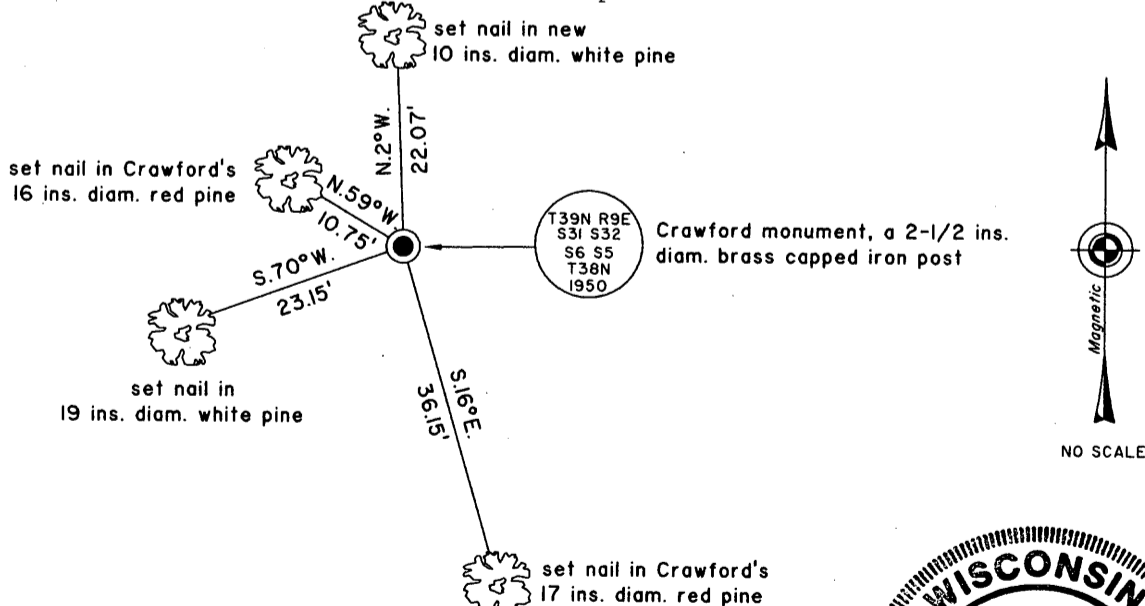 set nail in new
10 ins. diam. white pine
N.2°W.
22.07'
set nail in Crawford's
16 ins. diam. red pine
N.59°W.
10.75'
S.70°W.
23.15'
T39N R9E
S31 S32
S6 S5
T38N
1950
Crawford monument, a 2-1/2 ins.
diam. brass capped iron post
Magnetic
NO SCALE
set nail in
19 ins. diam. white pine
S.16°E.
36.15'
set nail in Crawford's
17 ins. diam. red pine
WISCONSIN